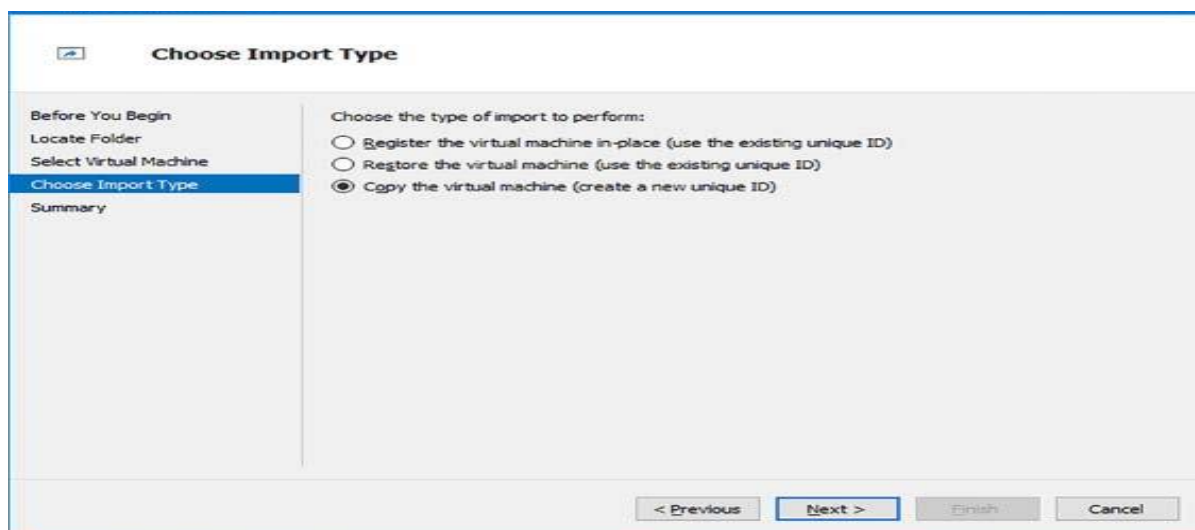 Choose Import Type
Before You Begin
Locate Folder
Select Virtual Machine
Choose Import Type
Summary
Choose the type of import to perform:
Register the virtual machine in-place (use the existing unique ID)
Restore the virtual machine (use the existing unique ID)
Copy the virtual machine (create a new unique ID)
< Previous
Next >
Finish
Cancel